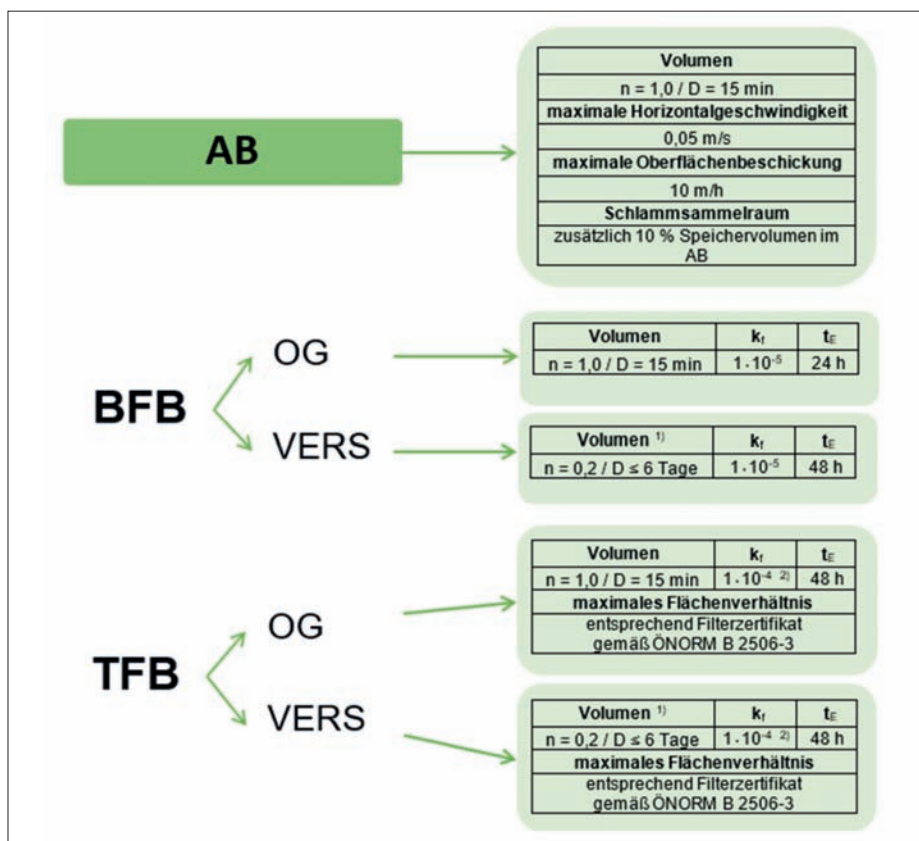 AB
Volumen
n = 1,0 / D = 15 min
maximale Horizontalgeschwindigkeit
0,05 m/s
maximale Oberflächenbeschickung
10 m/h
Schlammsammelraum
zusätzlich 10 % Speichervolumen im
AB
BFB
OG
Volumen kf tE
n = 1,0 / D = 15 min 1·10⁻⁵ 24 h
VERS
Volumen ¹⁾ kf tE
n = 0,2 / D ≤ 6 Tage 1·10⁻⁵ 48 h
TFB
OG
Volumen kf tE
n = 1,0 / D = 15 min 1·10⁻⁴ ²⁾ 48 h
maximales Flächenverhältnis
entsprechend Filterzertifikat
gemäß ÖNORM B 2506-3
VERS
Volumen ¹⁾ kf tE
n = 0,2 / D ≤ 6 Tage 1·10⁻⁴ ²⁾ 48 h
maximales Flächenverhältnis
entsprechend Filterzertifikat
gemäß ÖNORM B 2506-3